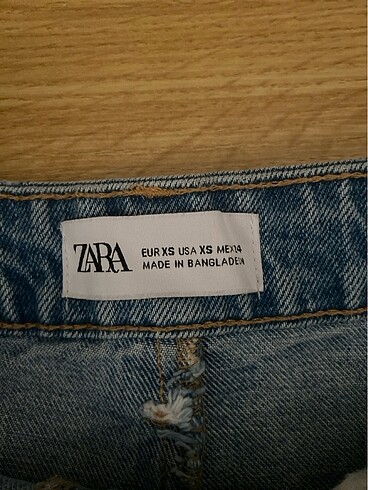 ZARA
EUR XS USA XS MEX 24
MADE IN BANGLADESH